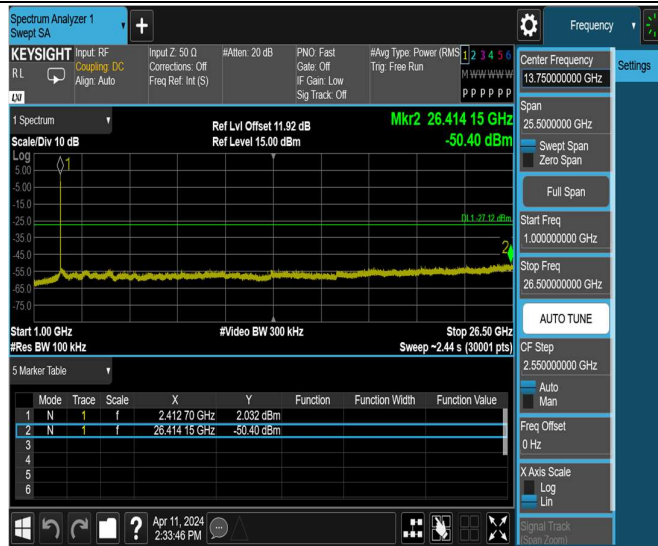 Spectrum Analyzer 1
Swept SA
Frequency
KEYSIGHT
RL
LXI
Input: RF
Coupling: DC
Align: Auto
Input Z: 50 Ω
Corrections: Off
Freq Ref: Int (S)
#Atten: 20 dB
PNO: Fast
Gate: Off
IF Gain: Low
Sig Track: Off
#Avg Type: Power (RMS
Trig: Free Run
1 2 3 4 5 6
M W W W W W
P P P P P P
Center Frequency
13.750000000 GHz
Settings
Span
25.5000000 GHz
Swept Span
Zero Span
Full Span
Start Freq
1.000000000 GHz
Stop Freq
26.500000000 GHz
AUTO TUNE
CF Step
2.550000000 GHz
Auto
Man
Freq Offset
0 Hz
X Axis Scale
Log
Lin
Signal Track
(Span Zoom)
1 Spectrum
Scale/Div 10 dB
Ref Lvl Offset 11.92 dB
Ref Level 15.00 dBm
Mkr2 26.414 15 GHz
-50.40 dBm
Log
5.00
-5.00
-15.0
-25.0
-35.0
-45.0
-55.0
-65.0
-75.0
1
DL1 -27.12 dBm
2
Start 1.00 GHz
#Res BW 100 kHz
#Video BW 300 kHz
Stop 26.50 GHz
Sweep ~2.44 s (30001 pts)
5 Marker Table
Mode Trace Scale X Y Function Function Width Function Value
1 N 1 f 2.412 70 GHz 2.032 dBm
2 N 1 f 26.414 15 GHz -50.40 dBm
3
4
5
6
?
Apr 11, 2024
2:33:46 PM